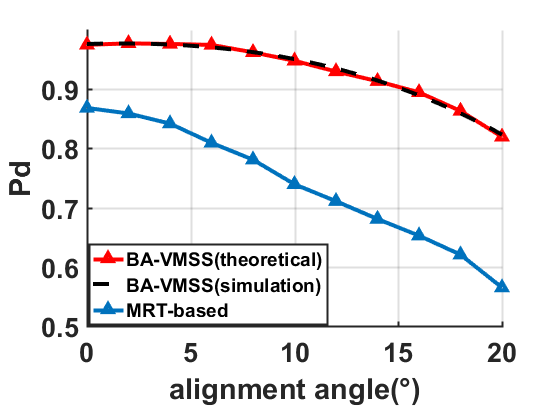 Pd
0.9
0.8
0.7
0.6
0.5
BA-VMSS(theoretical)
BA-VMSS(simulation)
MRT-based
0 5 10 15 20
alignment angle(°)